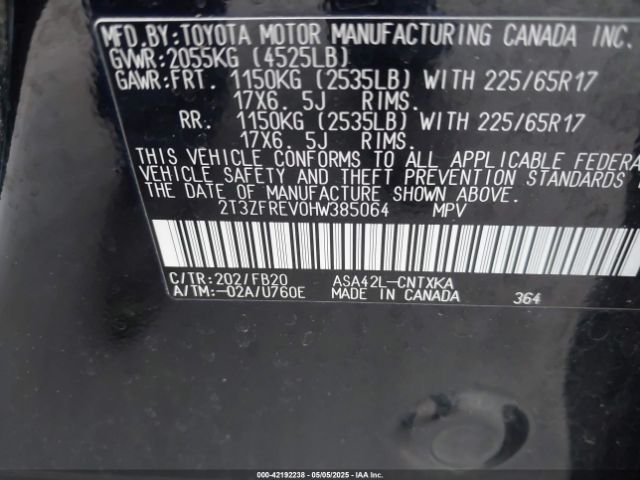 MFD.BY:TOYOTA MOTOR MANUFACTURING CANADA INC.
GVWR:2055KG (4525LB)
GAWR:FRT. 1150KG (2535LB) WITH 225/65R17
17X6. 5J RIMS.
RR. 1150KG (2535LB) WITH 225/65R17
17X6. 5J RIMS.
THIS VEHICLE CONFORMS TO ALL APPLICABLE FEDERA
VEHICLE SAFETY AND THEFT PREVENTION STANDARDS
THE DATE OF MANUFACTURE SHOWN ABOVE.
2T3ZFREV0HW385064 MPV
C/TR:202/FB20 ASA42L-CNTXKA
A/TM:-02A/U760E MADE IN CANADA 364
000-42192238 - 05/05/2025 - IAAI.COM